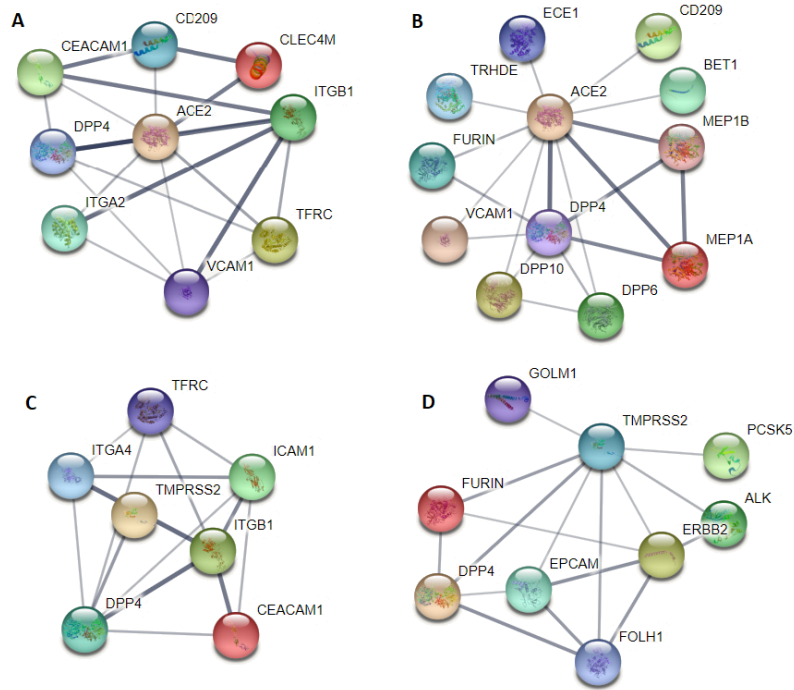 A
CD209
CEACAM1
CLEC4M
ITGB1
ACE2
DPP4
ITGA2
TFRC
VCAM1
B
ECE1
CD209
TRHDE
BET1
ACE2
MEP1B
FURIN
VCAM1
DPP4
MEP1A
DPP10
DPP6
C
TFRC
ITGA4
ICAM1
TMPRSS2
ITGB1
DPP4
CEACAM1
D
GOLM1
TMPRSS2
PCSK5
FURIN
ALK
ERBB2
DPP4
EPCAM
FOLH1